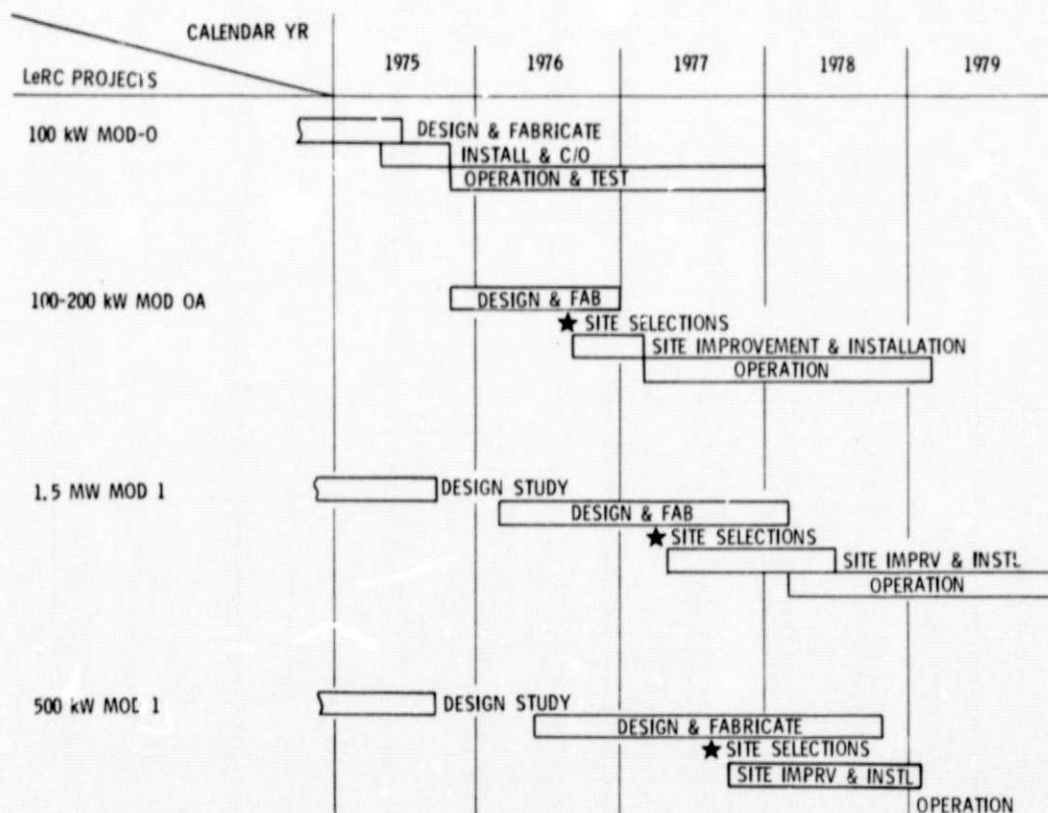 CALENDAR YR
1975 1976 1977 1978 1979
LeRC PROJECTS
100 kW MOD-O
DESIGN & FABRICATE
INSTALL & C/O
OPERATION & TEST
100-200 kW MOD OA
DESIGN & FAB
★ SITE SELECTIONS
SITE IMPROVEMENT & INSTALLATION
OPERATION
1.5 MW MOD 1
DESIGN STUDY
DESIGN & FAB
★ SITE SELECTIONS
SITE IMPRV & INSTL
OPERATION
500 kW MOD 1
DESIGN STUDY
DESIGN & FABRICATE
★ SITE SELECTIONS
SITE IMPRV & INSTL
OPERATION